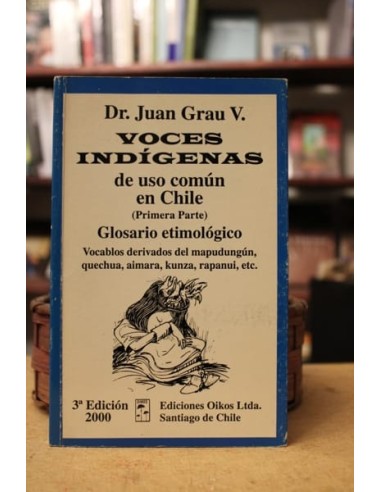 Dr. Juan Grau V.
VOCES
INDÍGENAS
de uso común
en Chile
(Primera Parte)
Glosario etimológico
Vocablos derivados del mapudungún,
quechua, aimara, kunza, rapanui, etc.
3ª Edición
2000
Ediciones Oikos Ltda.
Santiago de Chile